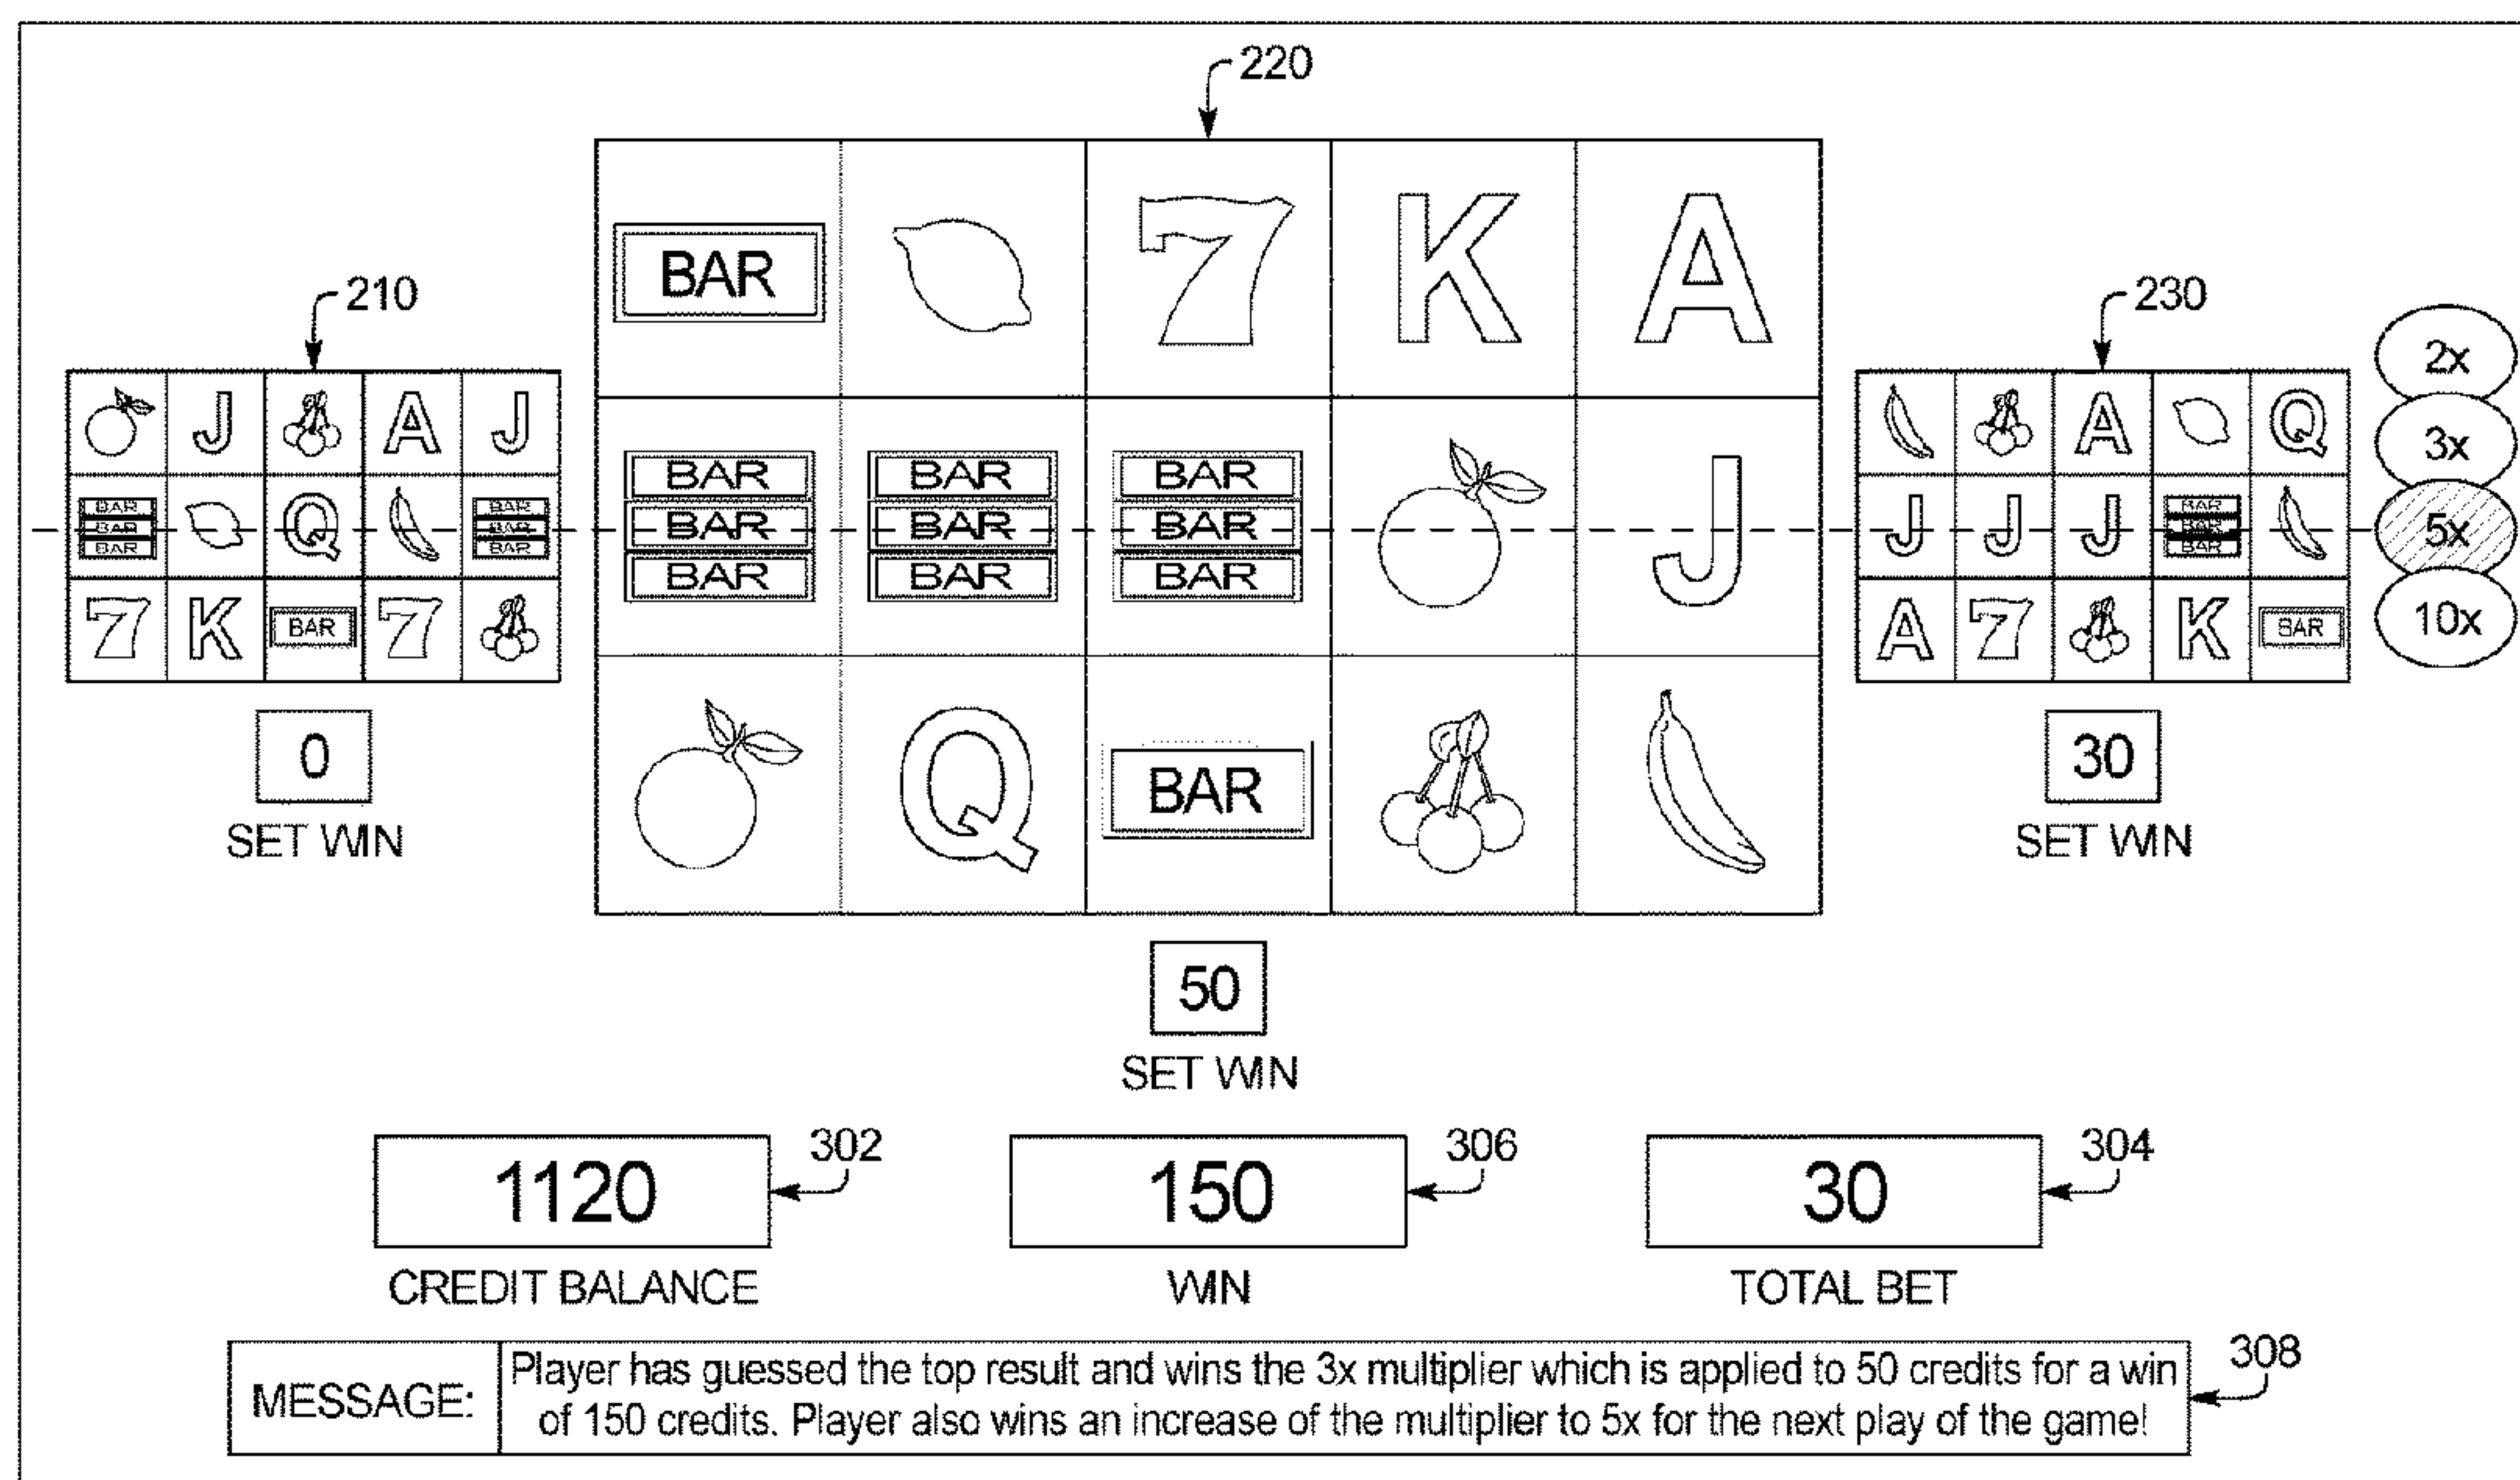 220
BAR 7 K A
210
230
2x
J A J
A Q
3x
BAR BAR BAR J
BAR BAR BAR
BAR BAR BAR
BAR Q BAR
BAR BAR
BAR BAR
J J J BAR
BAR
BAR
5x
7 K BAR 7
A 7 K BAR
10x
Q BAR
0
SET WIN
30
SET WIN
50
SET WIN
1120
302
150
306
30
304
CREDIT BALANCE
WIN
TOTAL BET
MESSAGE:
Player has guessed the top result and wins the 3x multiplier which is applied to 50 credits for a win
of 150 credits. Player also wins an increase of the multiplier to 5x for the next play of the game!
308